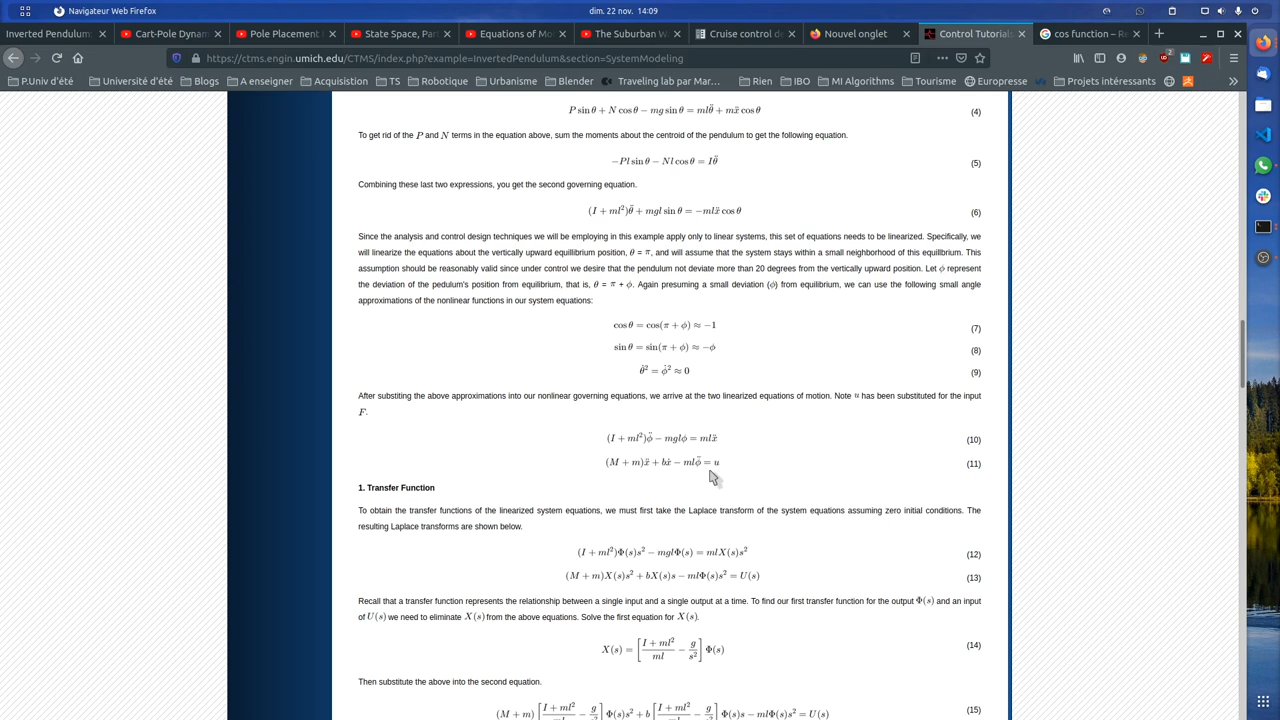 Navigateur Web
lun. 22 nov. 14:09
Inverted Pendulum:
Cart-Pole Dynam
Pole Placement
State Space, Par
Equations of Mo
The Suburban W
Cruise control de
Nouvel onglet
Control Tutorials
cos function – Re
https://ctms.engin.umich.edu/CTMS/index.php?example=InvertedPendulum&section=SystemModeling
2
P.Univ d'été
Université d'été
Blogs
A enseigner
Acquisition
TS
Robotique
Urbanisme
Blender
Traveling lab par Mar...
Rien
IBO
MI Algorithms
Tourisme
Europresse
Projets intéressants
P sin θ + N cos θ − mg sin θ = mlθ̈ + mẍ cos θ (4)
To get rid of the P and N terms in the equation above, sum the moments about the centroid of the pendulum to get the following equation.
−Pl sin θ − Nl cos θ = Iθ̈ (5)
Combining these last two expressions, you get the second governing equation.
(I + ml²)θ̈ + mgl sin θ = −mlẍ cos θ (6)
Since the analysis and control design techniques we will be employing in this example apply only to linear systems, this set of equations needs to be linearized. Specifically, we
will linearize the equations about the vertically upward equillibrium position, θ = π, and will assume that the system stays within a small neighborhood of this equillbrium. This
assumption should be reasonably valid since under control we desire that the pendulum not deviate more than 20 degrees from the vertically upward position. Let ϕ represent
the deviation of the pedulum's position from equilibrium, that is, θ = π + ϕ. Again presuming a small deviation (ϕ) from equilibrium, we can use the following small angle
approximations of the nonlinear functions in our system equations:
cos θ = cos(π + ϕ) ≈ −1 (7)
sin θ = sin(π + ϕ) ≈ −ϕ (8)
θ̇² = ϕ̇² ≈ 0 (9)
After substiting the above approximations into our nonlinear governing equations, we arrive at the two linearized equations of motion. Note u has been substituted for the input
F.
(I + ml²)ϕ̈ − mglϕ = mlẍ (10)
(M + m)ẍ + bẋ − mlϕ̈ = u (11)
1. Transfer Function
To obtain the transfer functions of the linearized system equations, we must first take the Laplace transform of the system equations assuming zero initial conditions. The
resulting Laplace transforms are shown below.
(I + ml²)Φ(s)s² − mglΦ(s) = mlX(s)s² (12)
(M + m)X(s)s² + bX(s)s − mlΦ(s)s² = U(s) (13)
Recall that a transfer function represents the relationship between a single input and a single output at a time. To find our first transfer function for the output Φ(s) and an input
of U(s) we need to eliminate X(s) from the above equations. Solve the first equation for X(s).
X(s) = [(I + ml²)/ml − g/s²] Φ(s) (14)
Then substitute the above into the second equation.
(M + m) [(I + ml²)/ml − g/s²] Φ(s)s² + b [(I + ml²)/ml − g/s²] Φ(s)s − mlΦ(s)s² = U(s) (15)